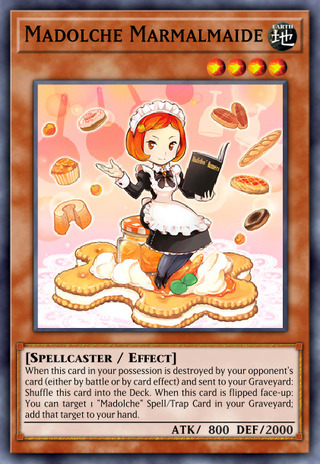 Madolche Marmalmaide
EARTH
地
Madolche
[Spellcaster / Effect]
When this card in your possession is destroyed by your opponent's
card (either by battle or by card effect) and sent to your Graveyard:
Shuffle this card into the Deck. When this card is flipped face-up:
You can target 1 "Madolche" Spell/Trap Card in your Graveyard;
add that target to your hand.
ATK/ 800 DEF/2000